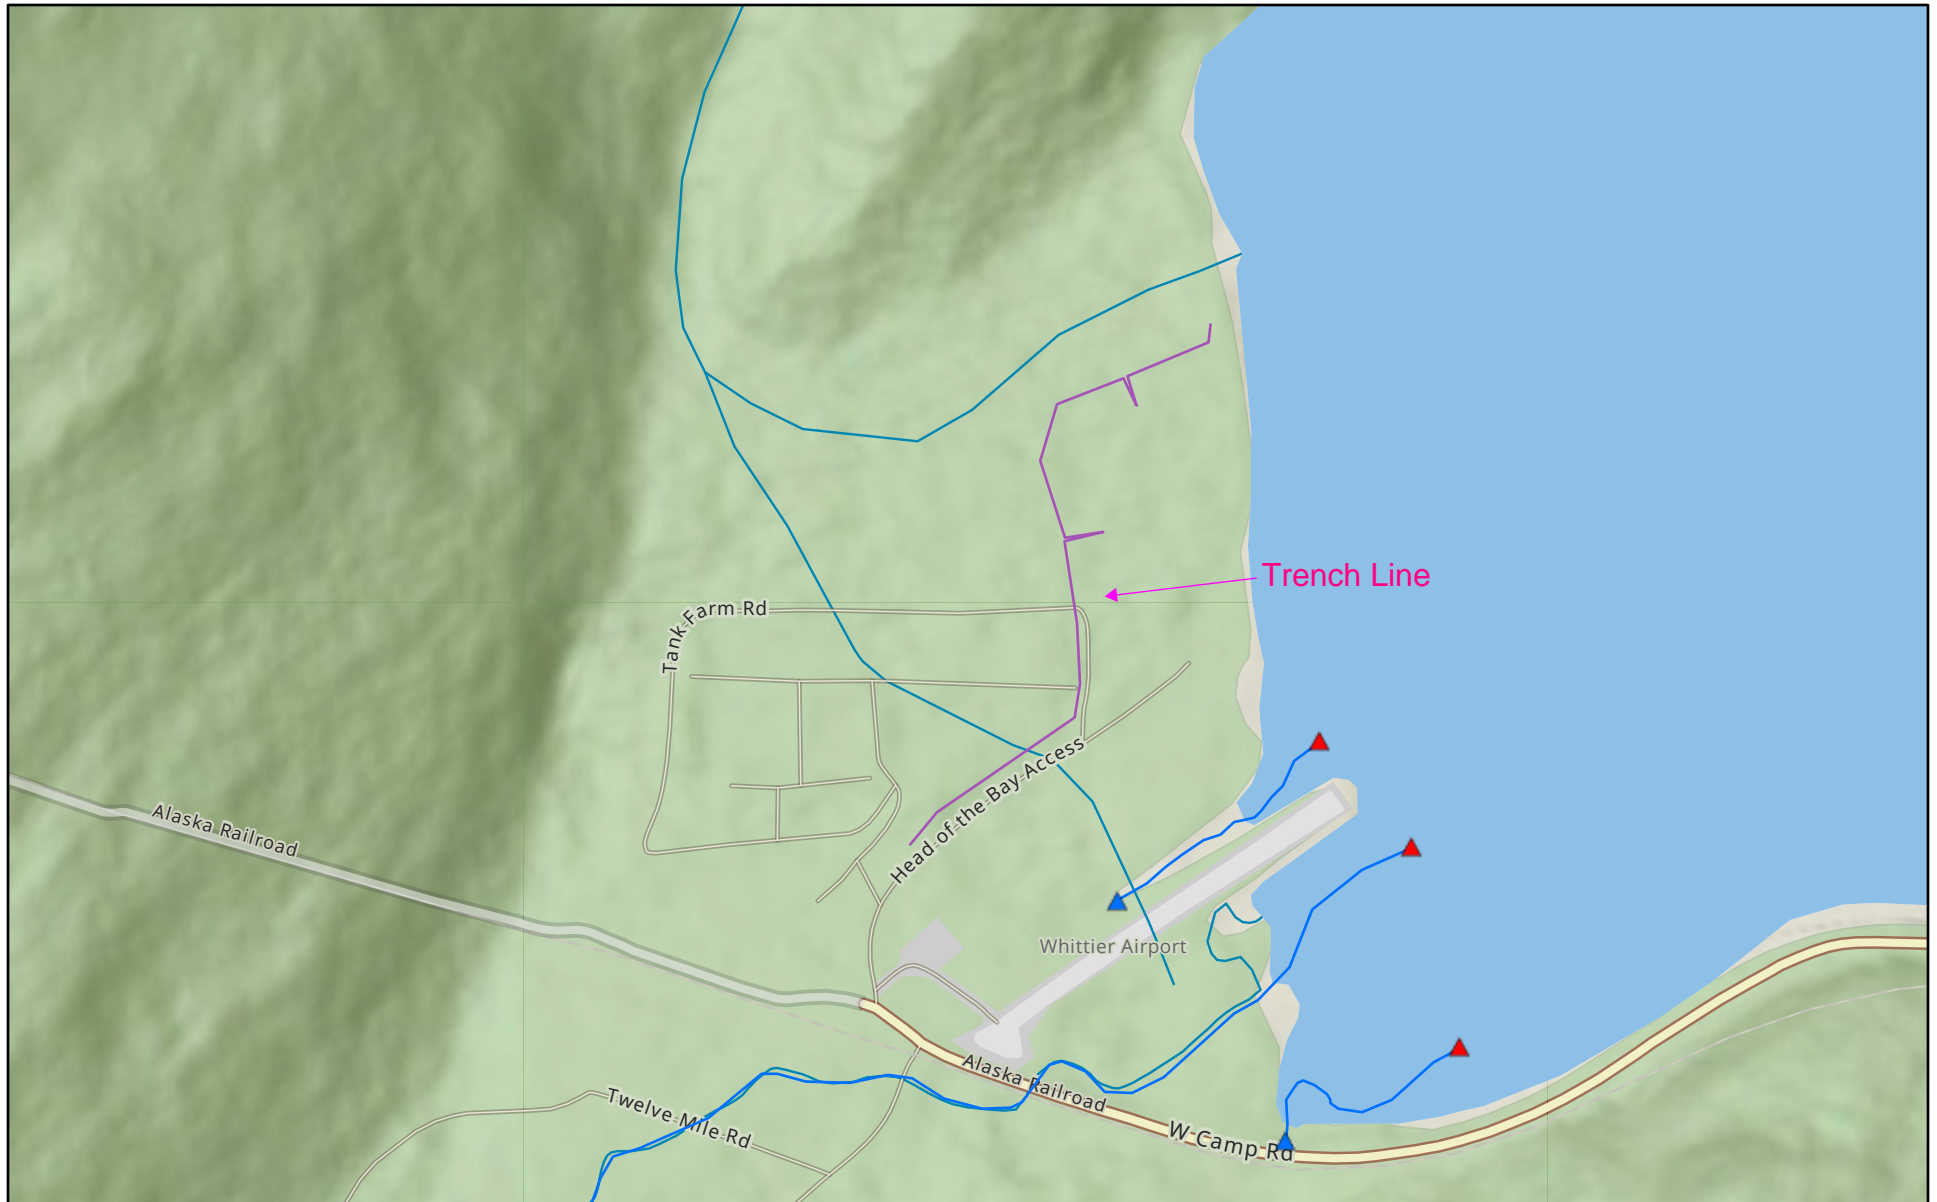 Trench Line
Tank Farm Rd
Head of the Bay Access
Alaska Railroad
Whittier Airport
Alaska Railroad
Twelve Mile Rd
W Camp Rd